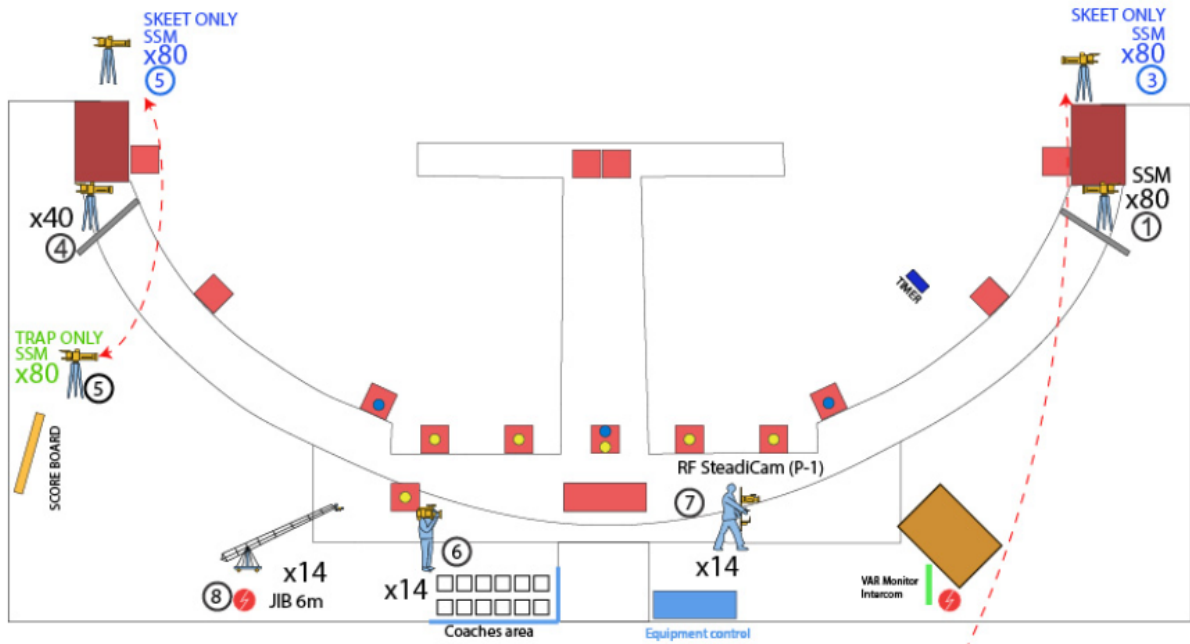 SKEET ONLY
SSM
x80
5
SKEET ONLY
SSM
x80
3
x40
4
SSM
x80
1
TIMER
TRAP ONLY
SSM
x80
5
SCORE BOARD
RF SteadiCam (P-1)
7
6
x14
8
JIB 6m
x14
x14
VAR Monitor
Intercom
Coaches area
Equipment control